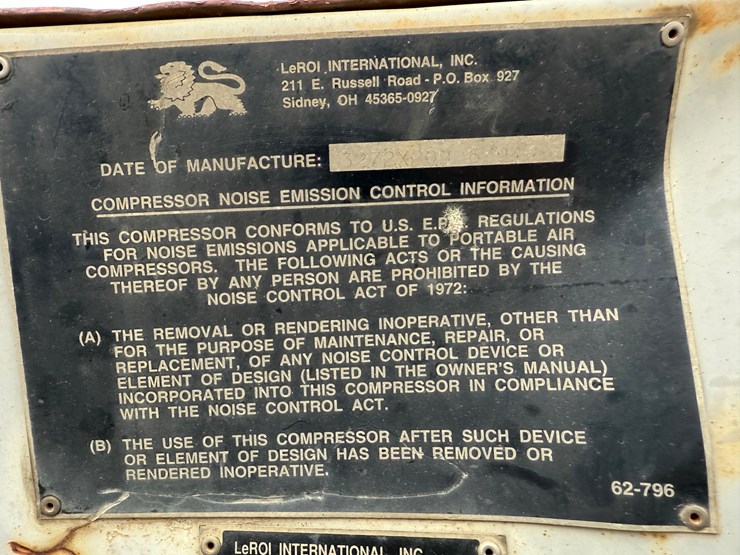 LeROI INTERNATIONAL, INC.
211 E. Russell Road - P.O. Box 927
Sidney, OH 45365-0927
DATE OF MANUFACTURE:
COMPRESSOR NOISE EMISSION CONTROL INFORMATION
THIS COMPRESSOR CONFORMS TO U.S. E.P.A. REGULATIONS
FOR NOISE EMISSIONS APPLICABLE TO PORTABLE AIR
COMPRESSORS. THE FOLLOWING ACTS OR THE CAUSING
THEREOF BY ANY PERSON ARE PROHIBITED BY THE
NOISE CONTROL ACT OF 1972:
(A) THE REMOVAL OR RENDERING INOPERATIVE, OTHER THAN
FOR THE PURPOSE OF MAINTENANCE, REPAIR, OR
REPLACEMENT, OF ANY NOISE CONTROL DEVICE OR
ELEMENT OF DESIGN (LISTED IN THE OWNER'S MANUAL)
INCORPORATED INTO THIS COMPRESSOR IN COMPLIANCE
WITH THE NOISE CONTROL ACT.
(B) THE USE OF THIS COMPRESSOR AFTER SUCH DEVICE
OR ELEMENT OF DESIGN HAS BEEN REMOVED OR
RENDERED INOPERATIVE.
62-796
LeROI INTERNATIONAL, INC.